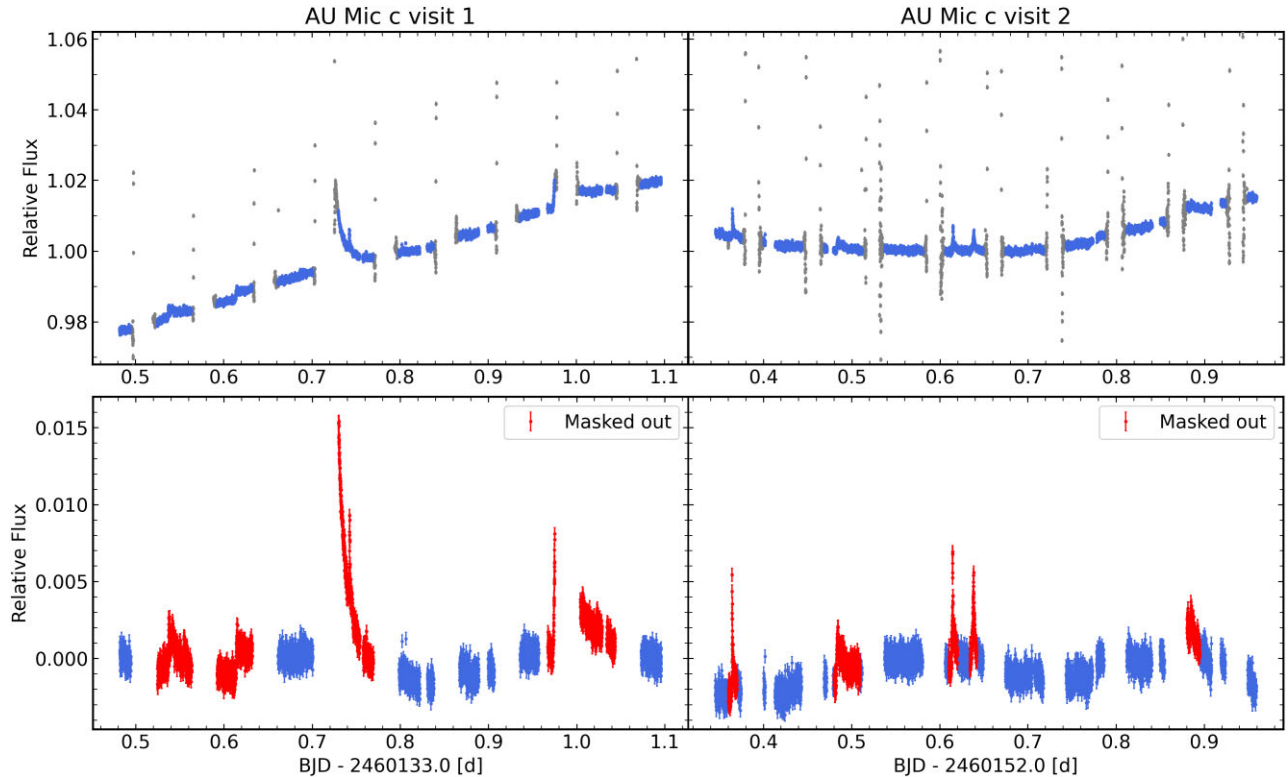 AU Mic c visit 1 AU Mic c visit 2
1.06
1.04
1.02
1.00
0.98
Relative Flux
0.5 0.6 0.7 0.8 0.9 1.0 1.1 0.4 0.5 0.6 0.7 0.8 0.9
Masked out Masked out
0.015
0.010
0.005
0.000
Relative Flux
0.5 0.6 0.7 0.8 0.9 1.0 1.1 0.4 0.5 0.6 0.7 0.8 0.9
BJD - 2460133.0 [d] BJD - 2460152.0 [d]